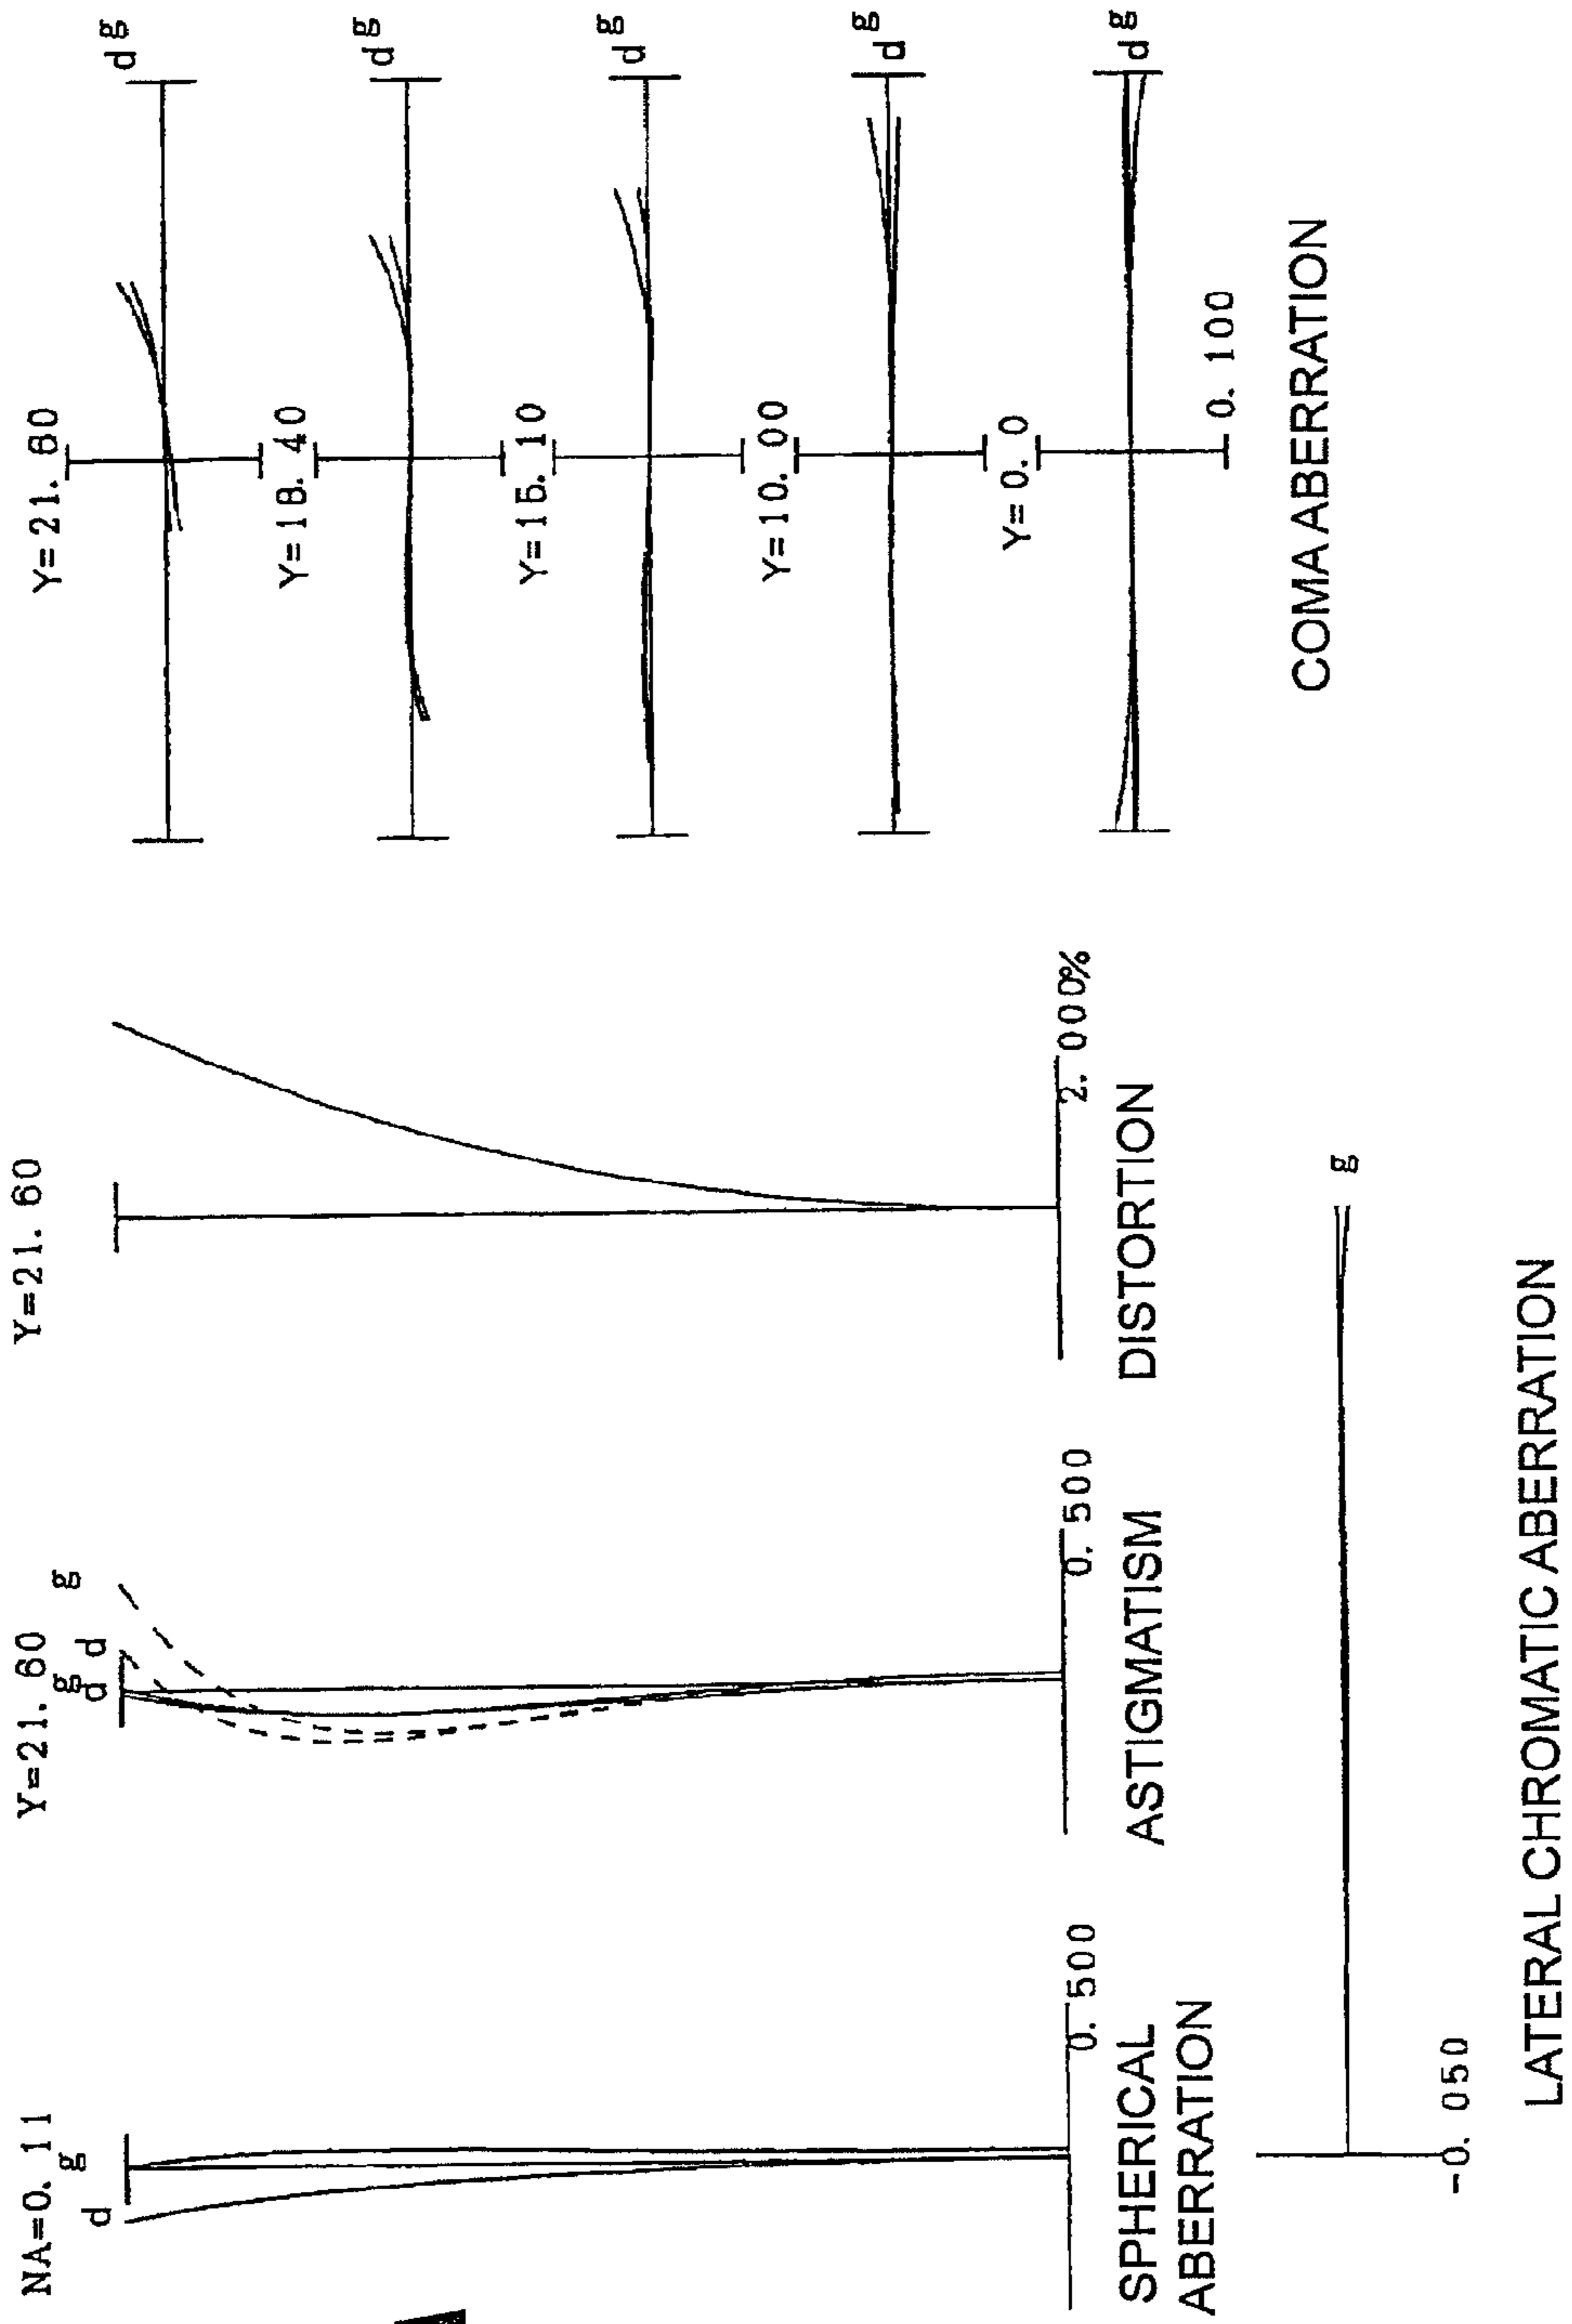 NA=0. 11
d
g
0. 500
SPHERICAL
ABERRATION
Y=21. 60
d
g
d
g
0. 500
ASTIGMATISM
Y=21. 60
2. 00%
DISTORTION
Y=21. 60
d
g
Y=18. 40
d
g
Y=15. 10
d
g
Y=10. 00
d
g
Y=0. 0
d
g
0. 100
COMA ABERRATION
g
-0. 050
LATERAL CHROMATIC ABERRATION